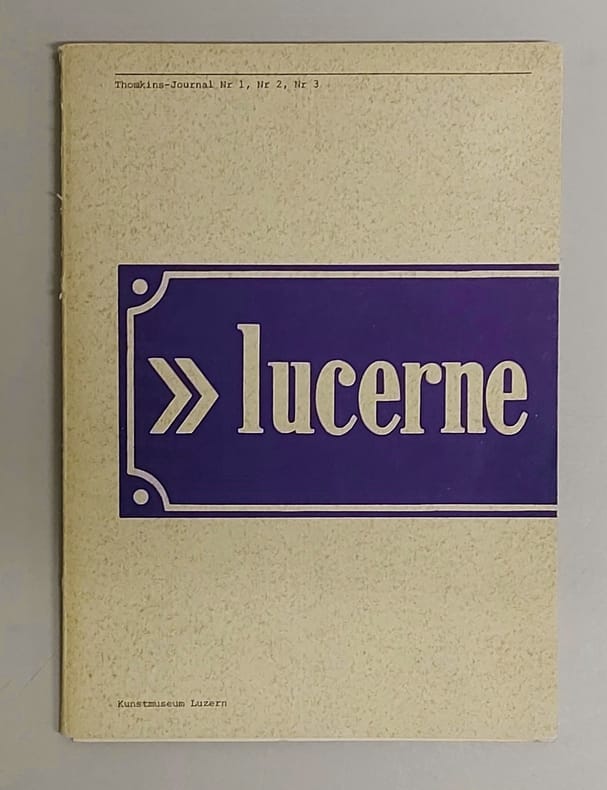 Thomkins-Journal Nr 1, Nr 2, Nr 3
» lucerne
Kunstmuseum Luzern